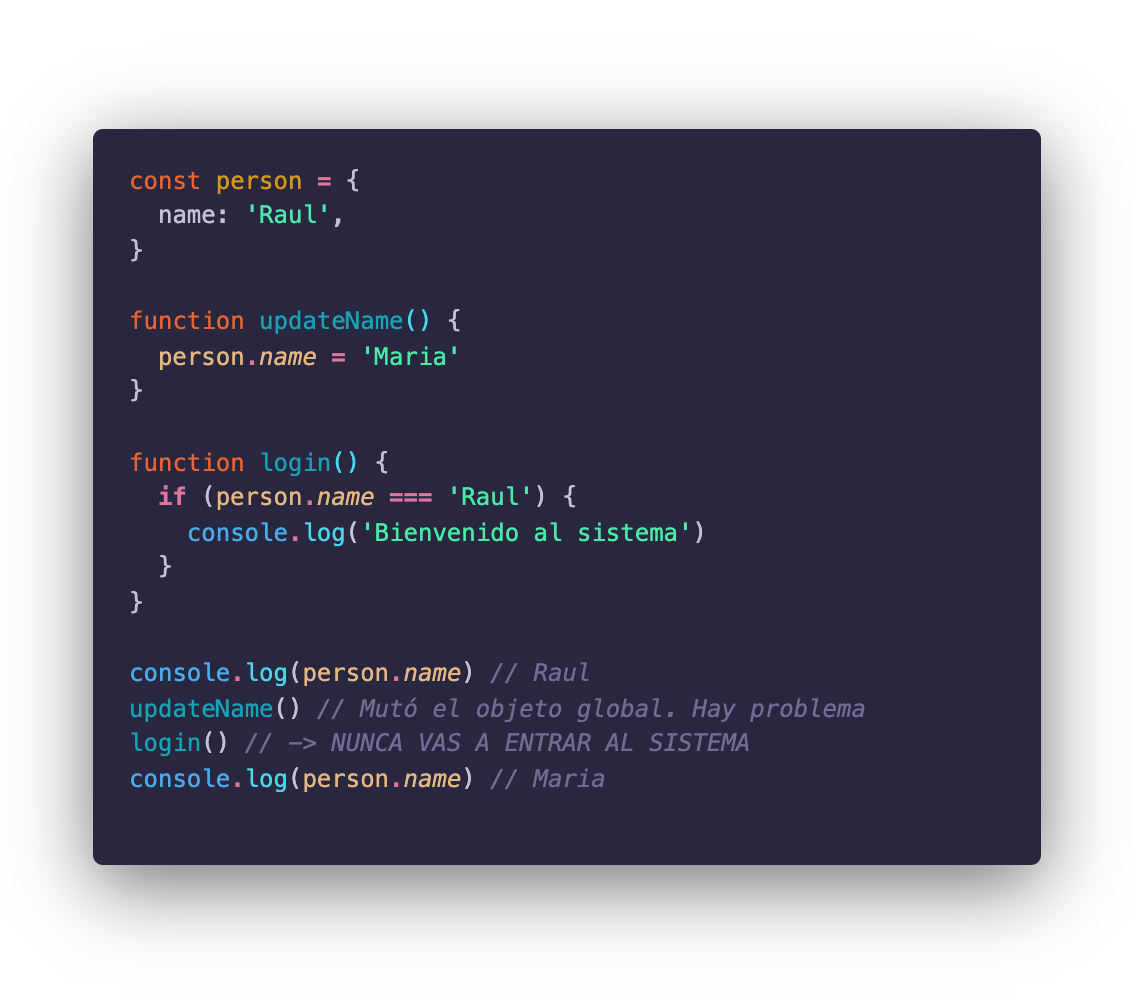 const person = {
  name: 'Raul',
}

function updateName() {
  person.name = 'Maria'
}

function login() {
  if (person.name === 'Raul') {
    console.log('Bienvenido al sistema')
  }
}

console.log(person.name) // Raul
updateName() // Mutó el objeto global. Hay problema
login() // -> NUNCA VAS A ENTRAR AL SISTEMA
console.log(person.name) // Maria